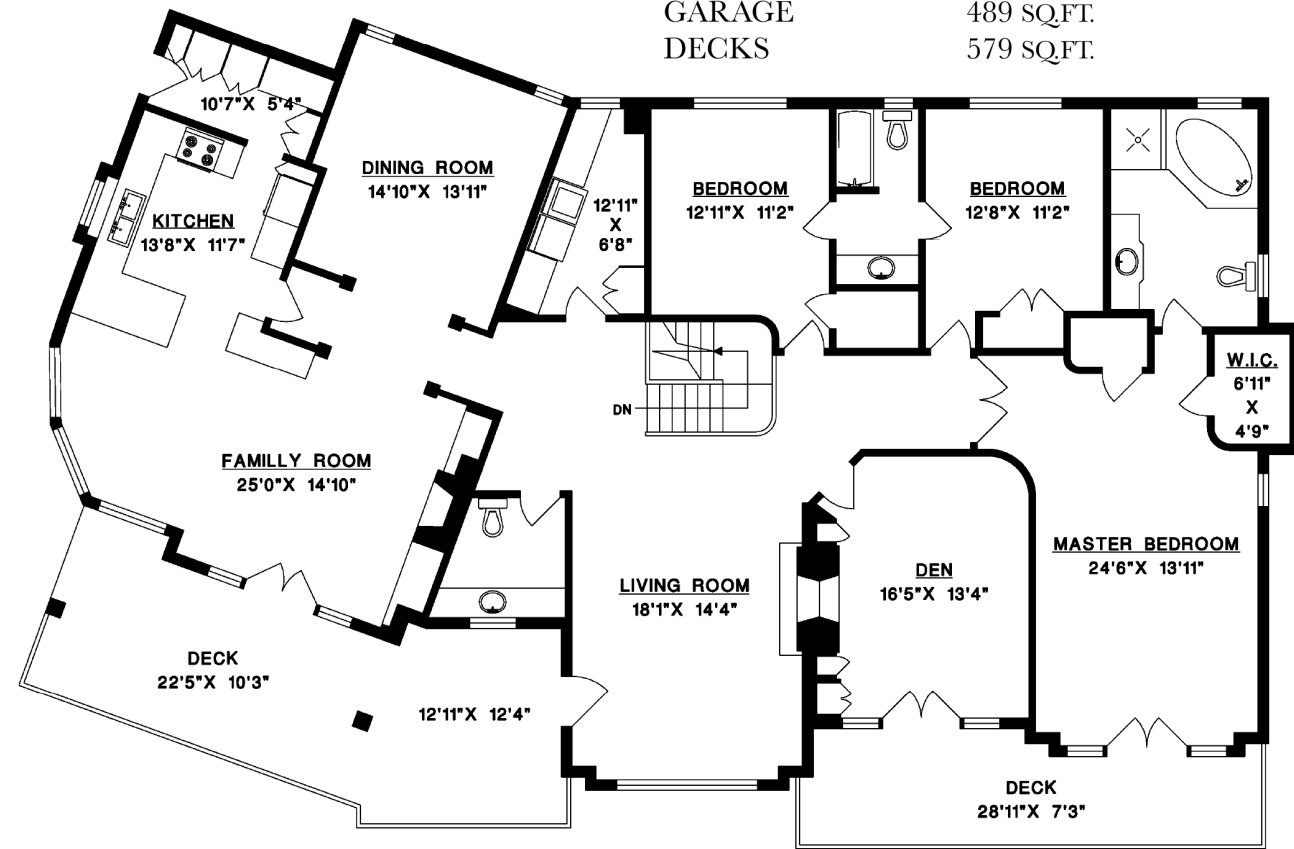 GARAGE 489 SQ.FT.
DECKS 579 SQ.FT.
10'7"X 5'4"
DINING ROOM
14'10"X 13'11"
KITCHEN
13'8"X 11'7"
12'11"
X
6'8"
BEDROOM
12'11"X 11'2"
BEDROOM
12'8"X 11'2"
W.I.C.
6'11"
X
4'9"
DN
FAMILLY ROOM
25'0"X 14'10"
LIVING ROOM
18'1"X 14'4"
DEN
16'5"X 13'4"
MASTER BEDROOM
24'6"X 13'11"
DECK
22'5"X 10'3"
12'11"X 12'4"
DECK
28'11"X 7'3"